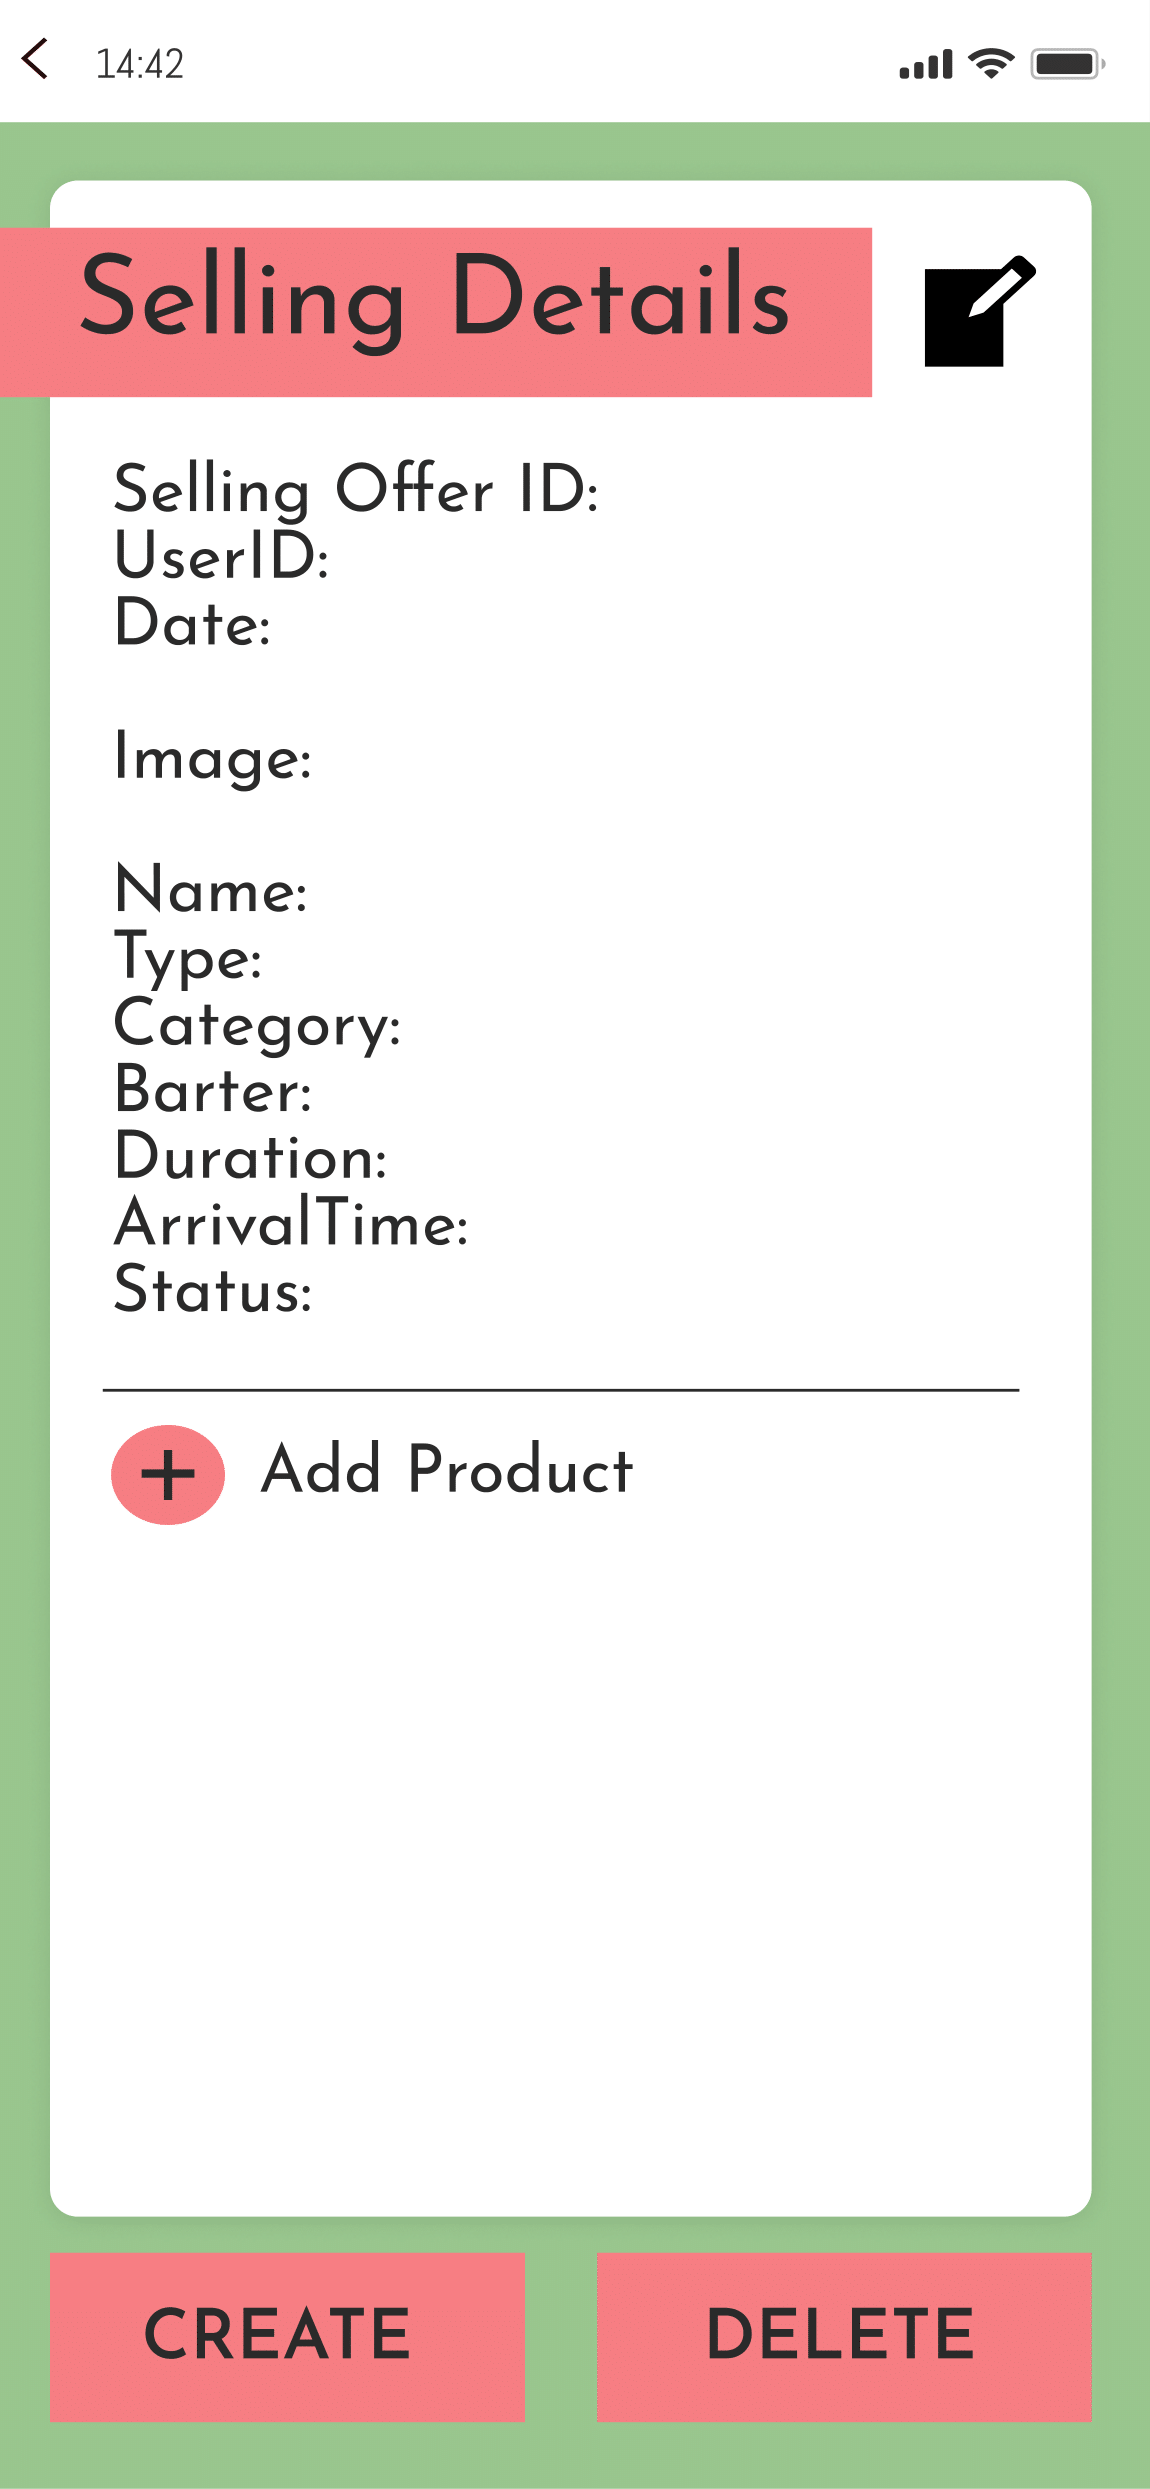 14:42
Selling Details
Selling Offer ID:
UserID:
Date:
Image:
Name:
Type:
Category:
Barter:
Duration:
ArrivalTime:
Status:
+ Add Product
CREATE
DELETE